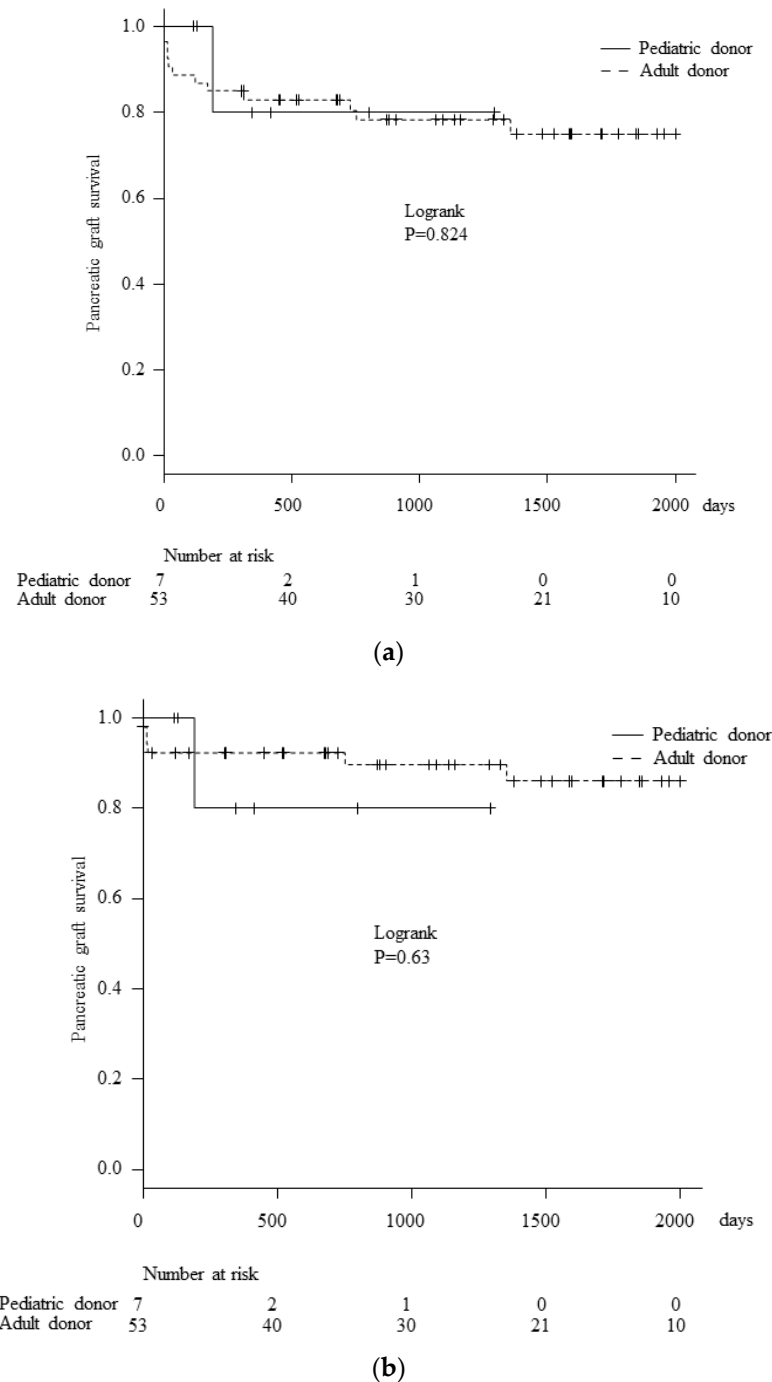 1.0
Pediatric donor
Adult donor
0.8
0.6
Logrank
P=0.824
0.4
0.2
0.0
Pancreatic graft survival
0 500 1000 1500 2000 days
Number at risk
Pediatric donor 7 2 1 0 0
Adult donor 53 40 30 21 10
(a)
1.0
Pediatric donor
Adult donor
0.8
0.6
Logrank
P=0.63
0.4
0.2
0.0
Pancreatic graft survival
0 500 1000 1500 2000 days
Number at risk
Pediatric donor 7 2 1 0 0
Adult donor 53 40 30 21 10
(b)